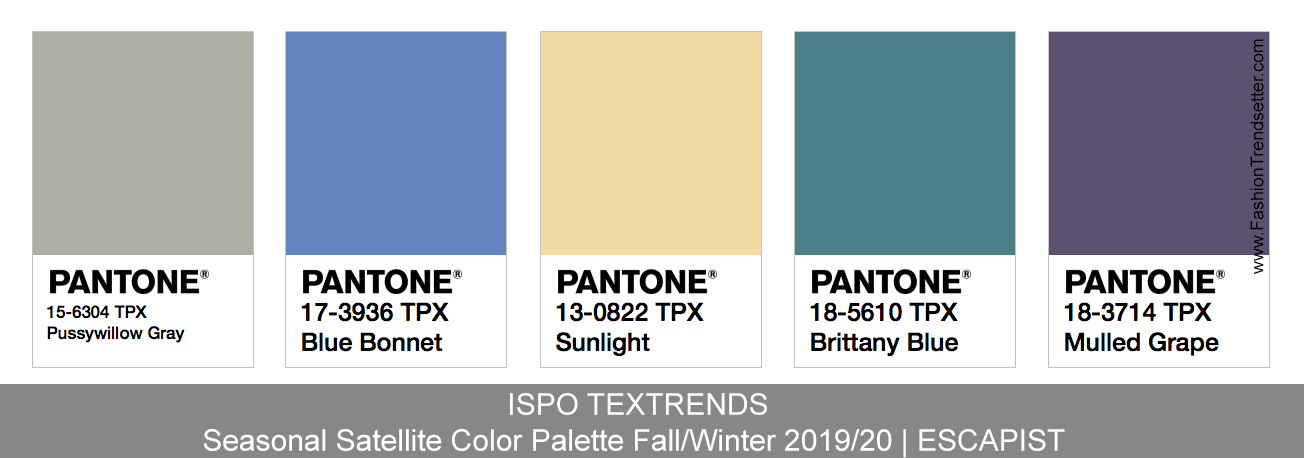 PANTONE®
15-6304 TPX
Pussywillow Gray
PANTONE®
17-3936 TPX
Blue Bonnet
PANTONE®
13-0822 TPX
Sunlight
PANTONE®
18-5610 TPX
Brittany Blue
PANTONE®
18-3714 TPX
Mulled Grape
www.FashionTrendsetter.com
ISPO TEXTRENDS
Seasonal Satellite Color Palette Fall/Winter 2019/20 | ESCAPIST